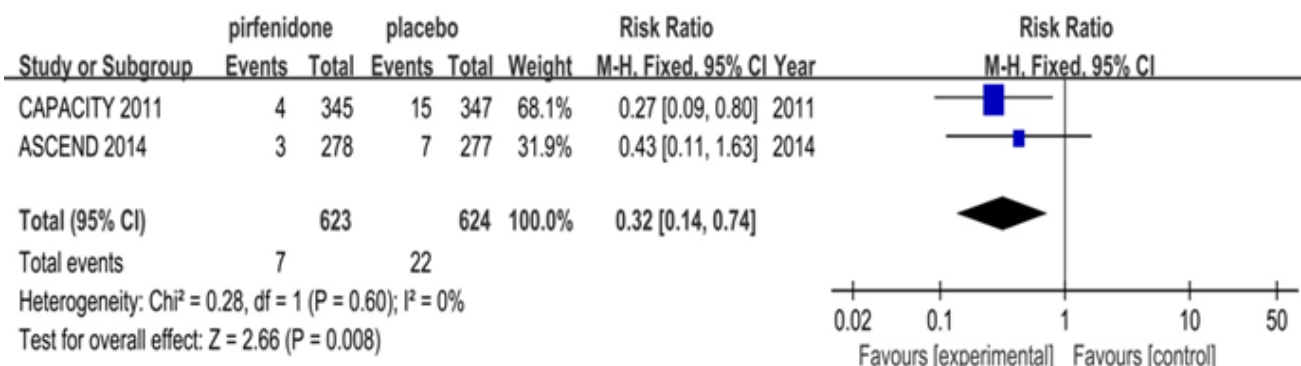 pirfenidone placebo Risk Ratio Risk Ratio
Study or Subgroup Events Total Events Total Weight M-H, Fixed, 95% CI Year M-H, Fixed, 95% CI
CAPACITY 2011 4 345 15 347 68.1% 0.27 [0.09, 0.80] 2011
ASCEND 2014 3 278 7 277 31.9% 0.43 [0.11, 1.63] 2014
Total (95% CI) 623 624 100.0% 0.32 [0.14, 0.74]
Total events 7 22
Heterogeneity: Chi² = 0.28, df = 1 (P = 0.60); I² = 0%
Test for overall effect: Z = 2.66 (P = 0.008)
0.02 0.1 1 10 50
Favours [experimental] Favours [control]